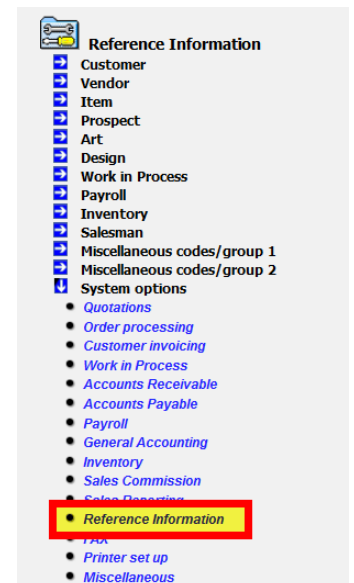 Reference Information
Customer
Vendor
Item
Prospect
Art
Design
Work in Process
Payroll
Inventory
Salesman
Miscellaneous codes/group 1
Miscellaneous codes/group 2
System options
Quotations
Order processing
Customer invoicing
Work in Process
Accounts Receivable
Accounts Payable
Payroll
General Accounting
Inventory
Sales Commission
Sales Reporting
Reference Information
FAX
Printer set up
Miscellaneous